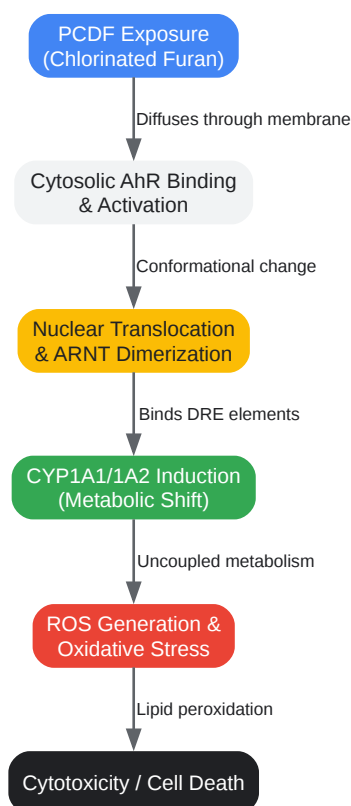 PCDF Exposure
(Chlorinated Furan)
Diffuses through membrane
Cytosolic AhR Binding
& Activation
Conformational change
Nuclear Translocation
& ARNT Dimerization
Binds DRE elements
CYP1A1/1A2 Induction
(Metabolic Shift)
Uncoupled metabolism
ROS Generation &
Oxidative Stress
Lipid peroxidation
Cytotoxicity / Cell Death